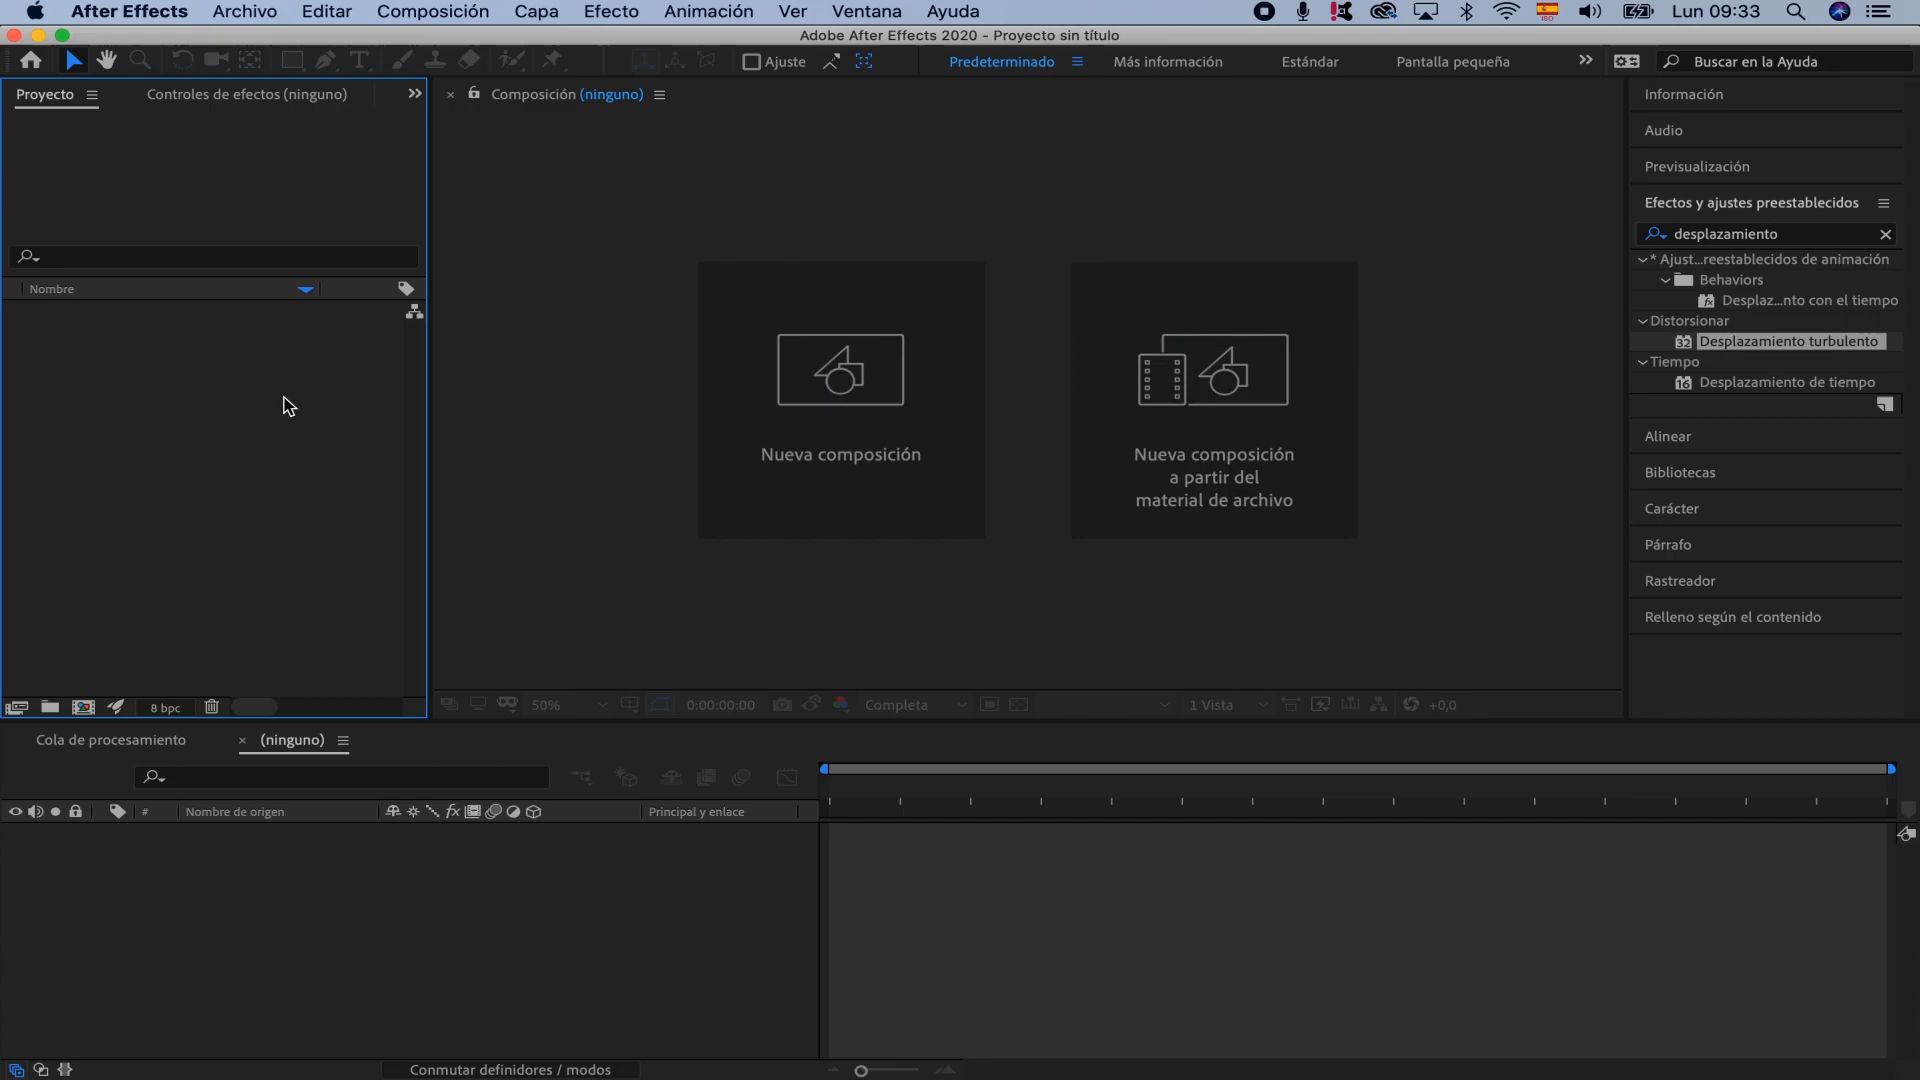 After Effects Archivo Editar Composición Capa Efecto Animación Ver Ventana Ayuda ISO Lun 09:33
Adobe After Effects 2020 - Proyecto sin título
Ajuste Predeterminado Más información Estándar Pantalla pequeña Buscar en la Ayuda
Proyecto Controles de efectos (ninguno) Composición (ninguno)
Información
Audio
Previsualización
Efectos y ajustes preestablecidos
desplazamiento
* Ajust...reestablecidos de animación
Behaviors
Desplaz...nto con el tiempo
Distorsionar
32 Desplazamiento turbulento
Tiempo
16 Desplazamiento de tiempo
Alinear
Bibliotecas
Carácter
Párrafo
Rastreador
Relleno según el contenido
Nombre
Nueva composición
Nueva composición
a partir del
material de archivo
8 bpc
50% 0:00:00:00 Completa 1 Vista +0,0
Cola de procesamiento (ninguno)
# Nombre de origen fx Principal y enlace
Conmutar definidores / modos